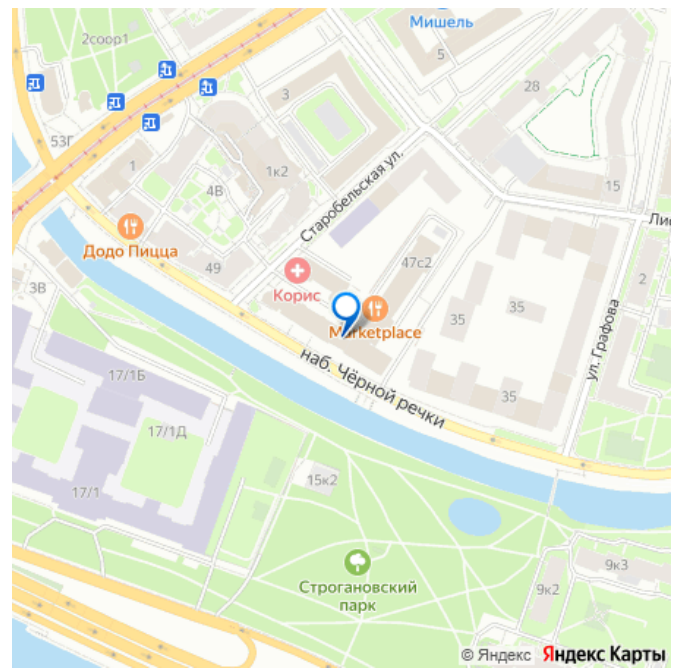 Мишель
2соор1
5
28
3
53Г
1
1к2
4В
Старобельская ул.
15
Ли
Додо Пицца
49
Корис
47с2
2
3В
35
35
ул. Графова
Marketplace
наб. Чёрной речки
17/1Б
35
17/1Д
15к2
17/1
Строгановский
парк
9к3
9к2
© Яндекс Яндекс Карты